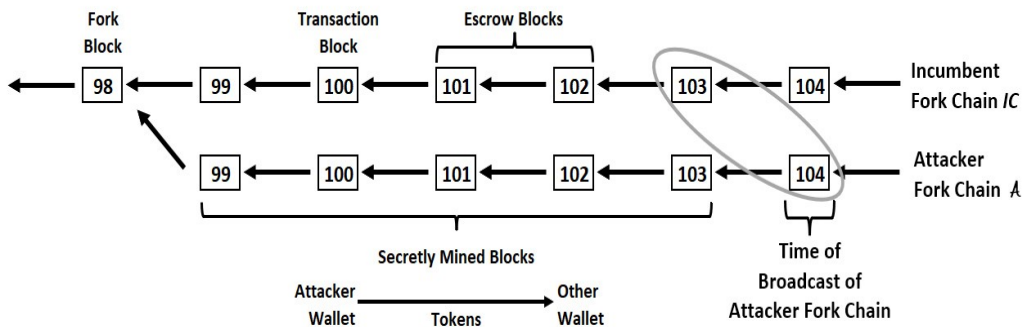 Fork
Block
Transaction
Block
Escrow Blocks
98
99
100
101
102
103
104
Incumbent
Fork Chain IC
99
100
101
102
103
104
Attacker
Fork Chain 𝒜
Secretly Mined Blocks
Time of
Broadcast of
Attacker Fork Chain
Attacker
Wallet
Tokens
Other
Wallet